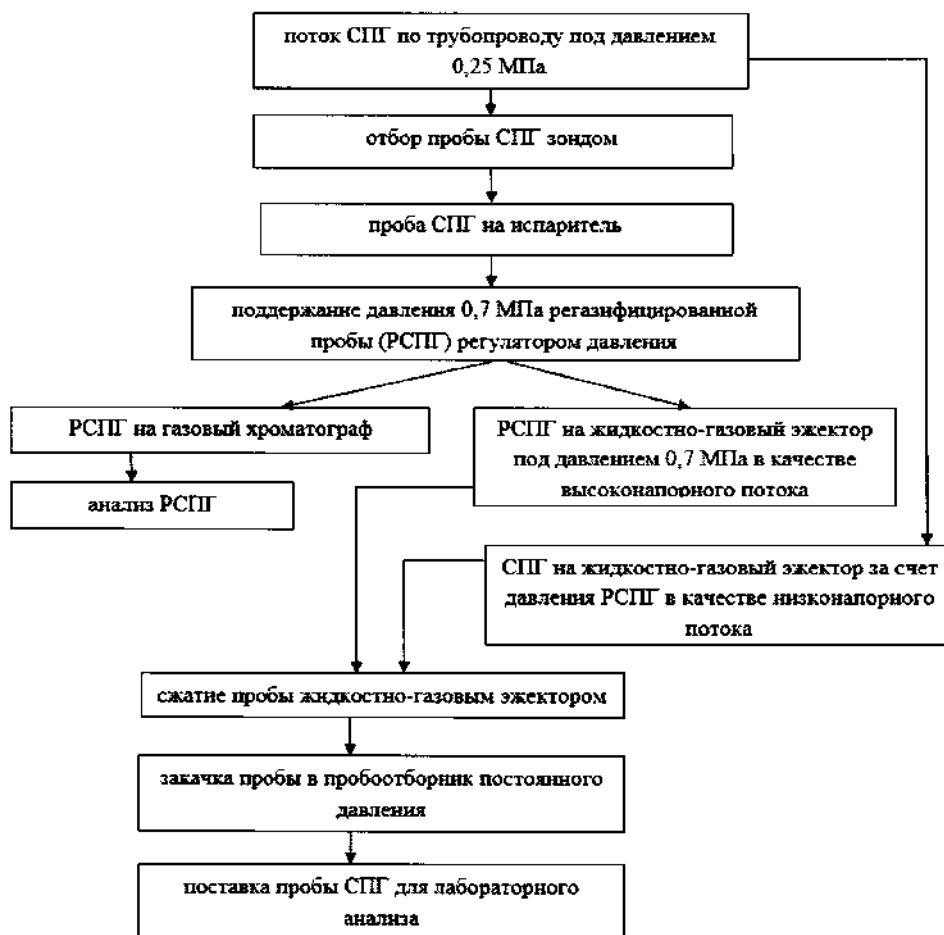 поток СПГ по трубопроводу под давлением
0,25 МПа
отбор пробы СПГ зондом
проба СПГ на испаритель
поддержание давления 0,7 МПа регазифицированной
пробы (РСПГ) регулятором давления
РСПГ на газовый хроматограф
анализ РСПГ
РСПГ на жидкостно-газовый эжектор
под давлением 0,7 МПа в качестве
высоконапорного потока
СПГ на жидкостно-газовый эжектор за счет
давления РСПГ в качестве низконапорного
потока
сжатие пробы жидкостно-газовым эжектором
закачка пробы в пробоотборник постоянного
давления
поставка пробы СПГ для лабораторного
анализа